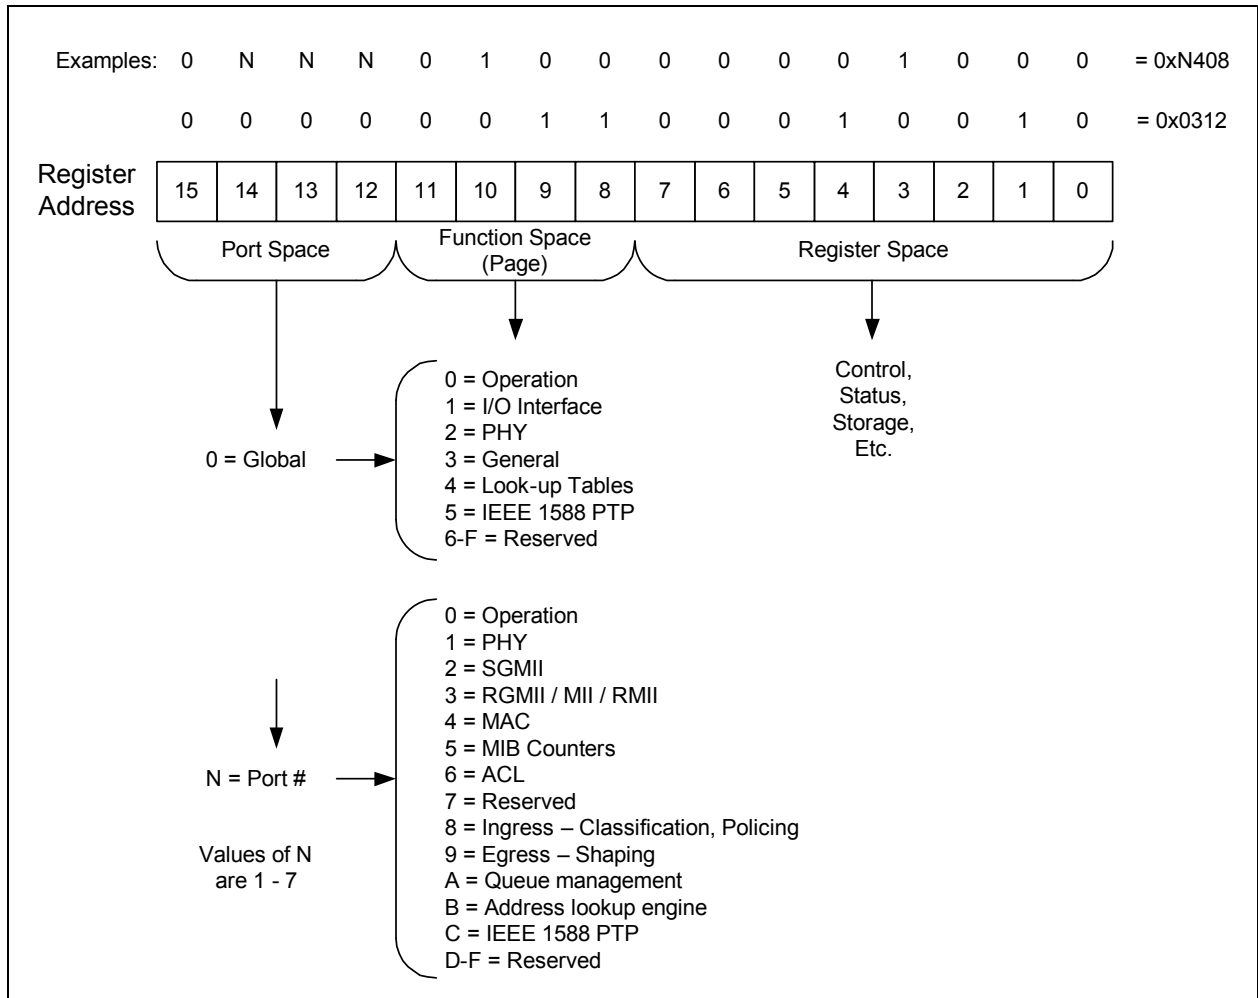 Examples: 0 N N N 0 1 0 0 0 0 0 0 1 0 0 0 = 0xN408
0 0 0 0 0 0 1 1 0 0 0 1 0 0 1 0 = 0x0312
Register
Address
15 14 13 12 11 10 9 8 7 6 5 4 3 2 1 0
Port Space
Function Space
(Page)
Register Space
0 = Global
0 = Operation
1 = I/O Interface
2 = PHY
3 = General
4 = Look-up Tables
5 = IEEE 1588 PTP
6-F = Reserved
Control,
Status,
Storage,
Etc.
N = Port #
Values of N
are 1 - 7
0 = Operation
1 = PHY
2 = SGMII
3 = RGMII / MII / RMII
4 = MAC
5 = MIB Counters
6 = ACL
7 = Reserved
8 = Ingress – Classification, Policing
9 = Egress – Shaping
A = Queue management
B = Address lookup engine
C = IEEE 1588 PTP
D-F = Reserved